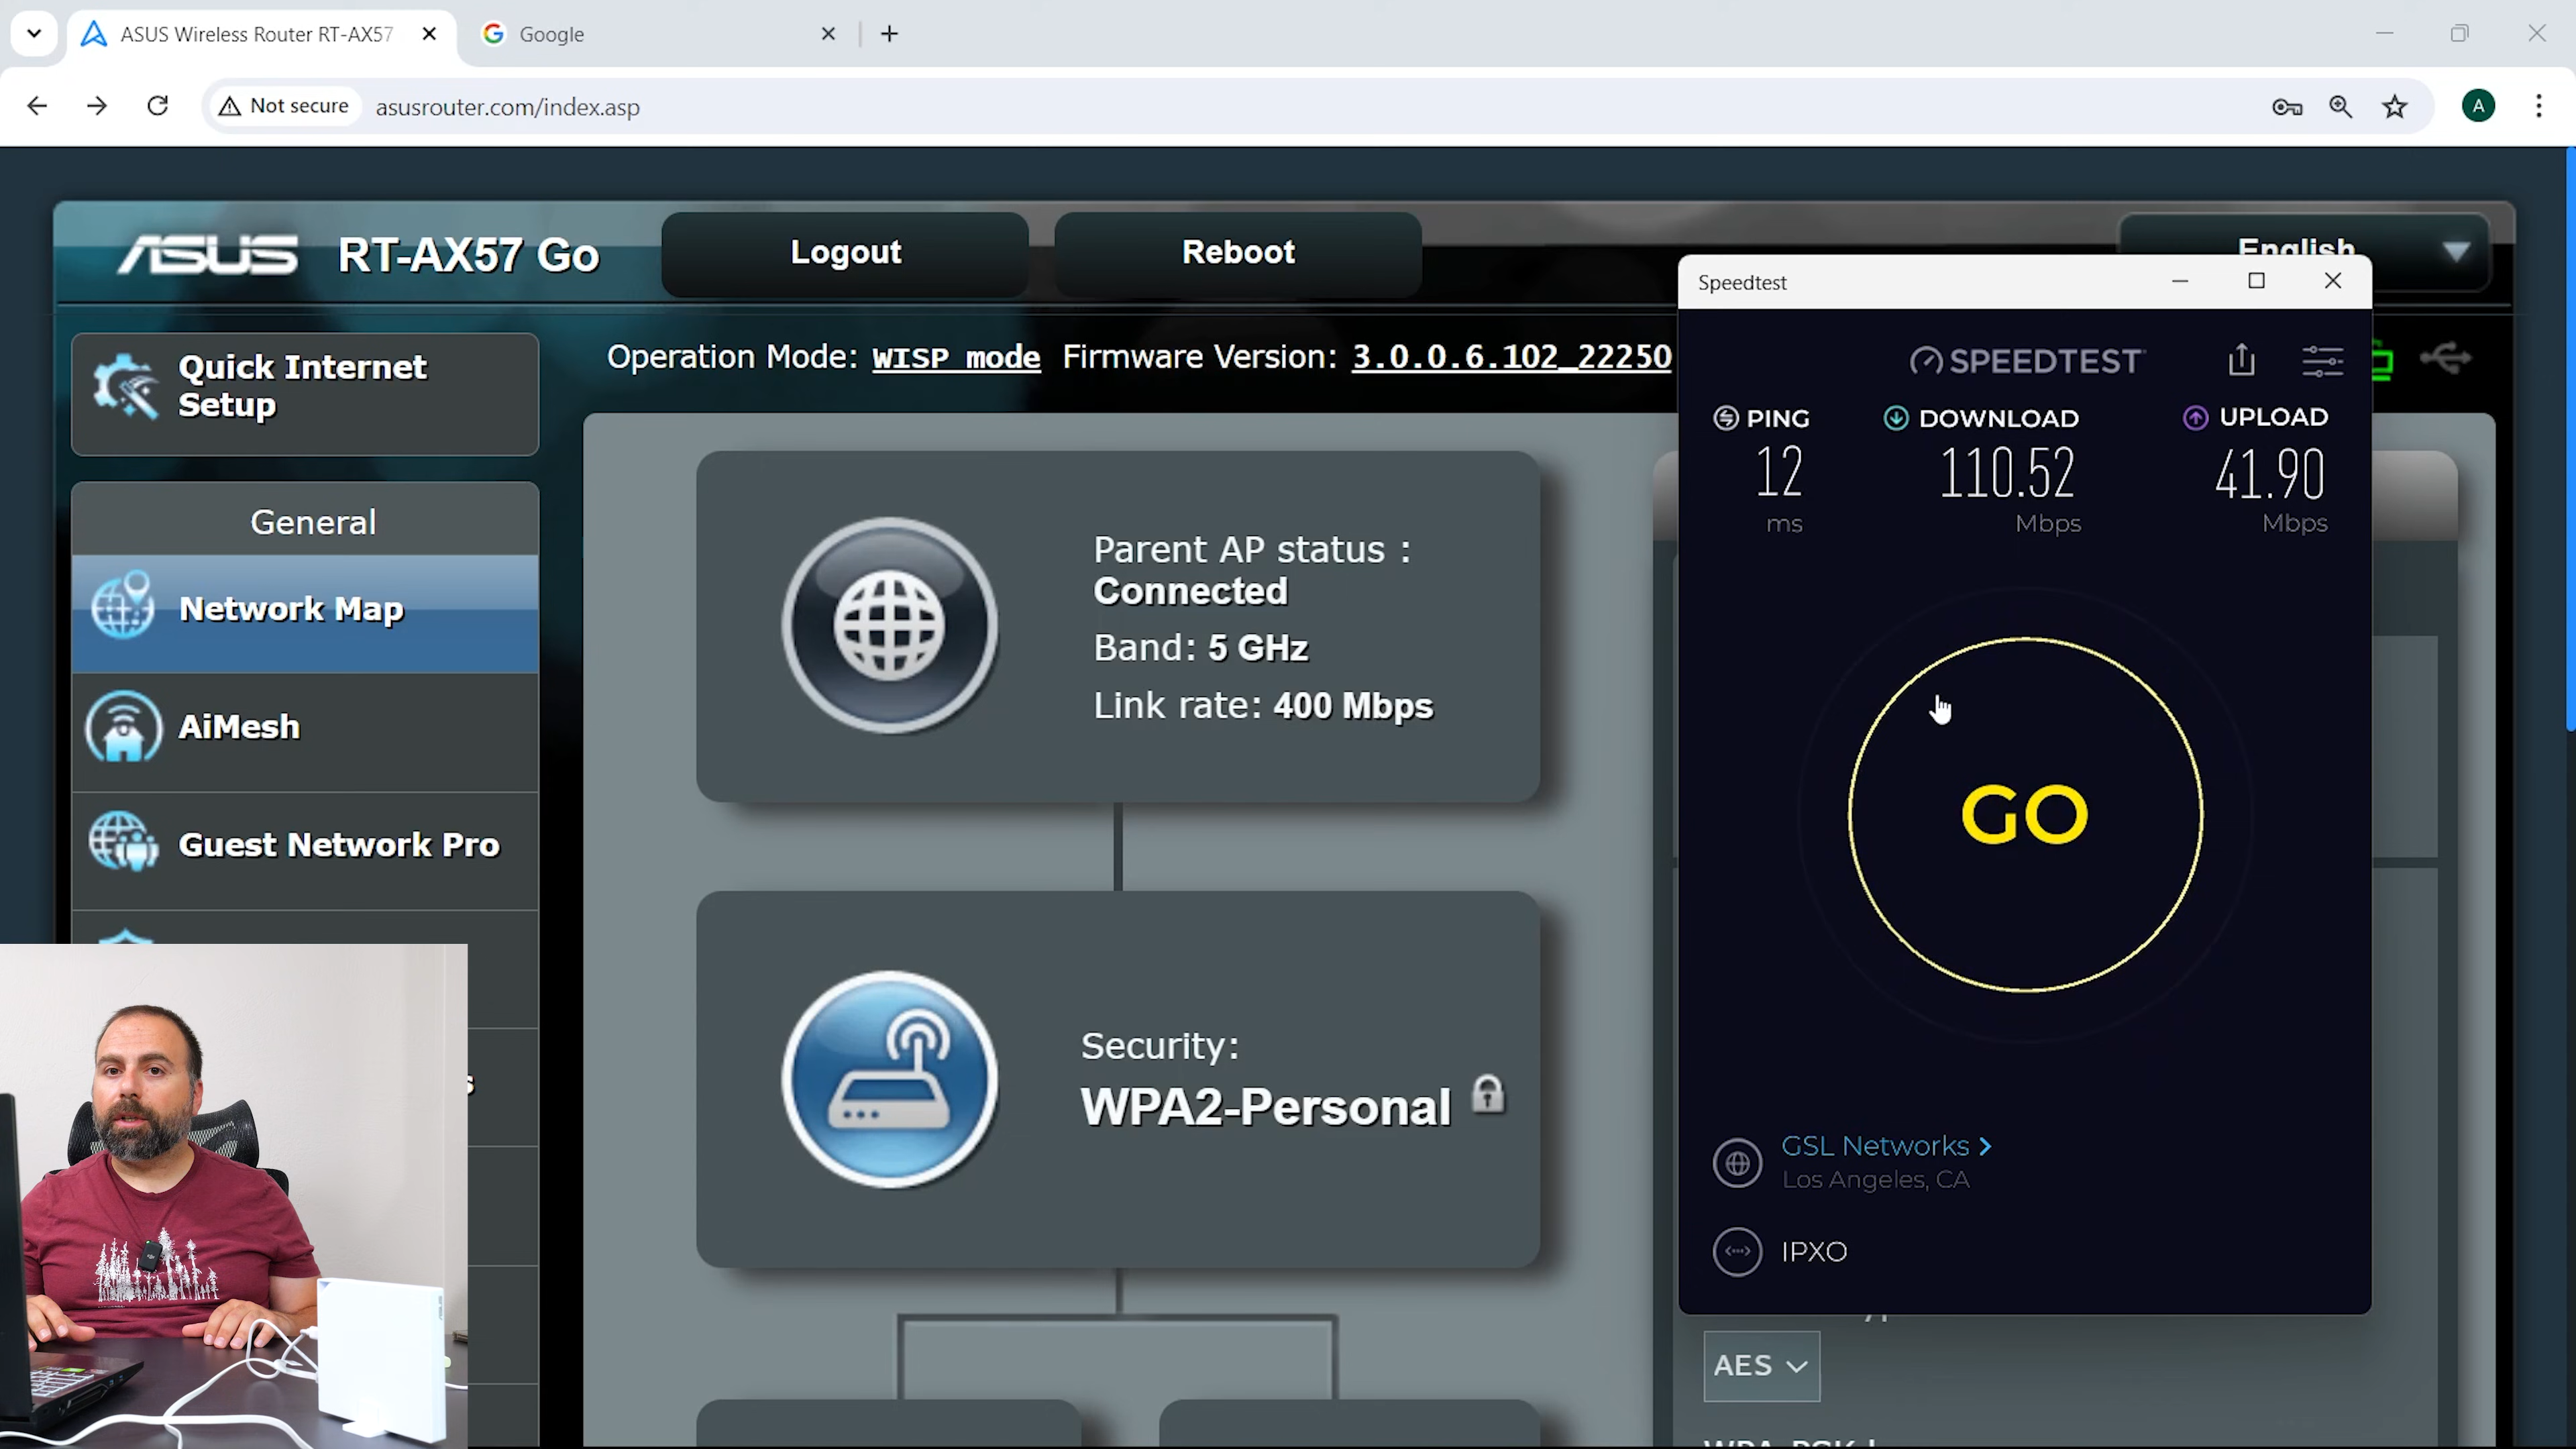 ASUS Wireless Router RT-AX57
Google
Not secure
asusrouter.com/index.asp
A
ASUS
RT-AX57 Go
Logout
Reboot
English
Quick Internet
Setup
Operation Mode: WISP mode Firmware Version: 3.0.0.6.102_22250
General
Network Map
AiMesh
Guest Network Pro
Parent AP status :
Connected
Band: 5 GHz
Link rate: 400 Mbps
Security:
WPA2-Personal
Speedtest
SPEEDTEST
PING
DOWNLOAD
UPLOAD
12
110.52
41.90
ms
Mbps
Mbps
GO
GSL Networks
Los Angeles, CA
IPXO
AES